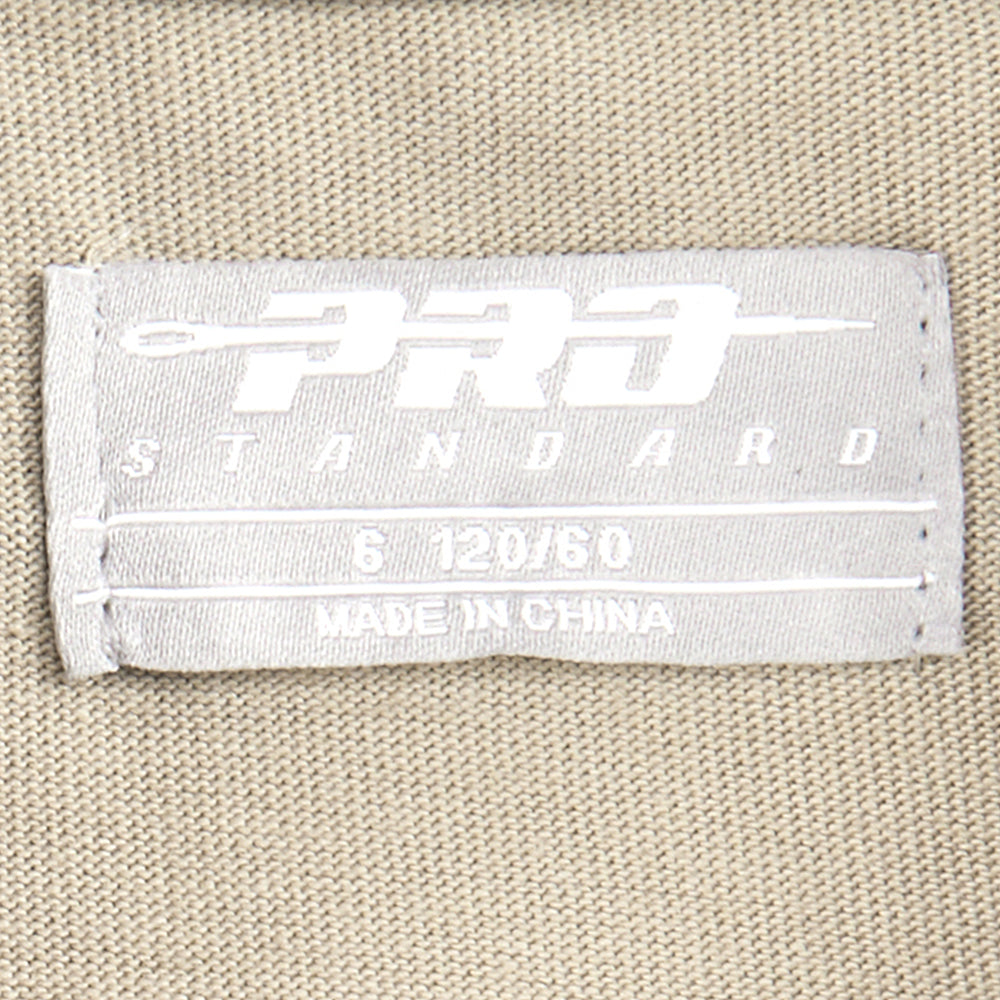 PRO
STANDARD
6 120/60
MADE IN CHINA